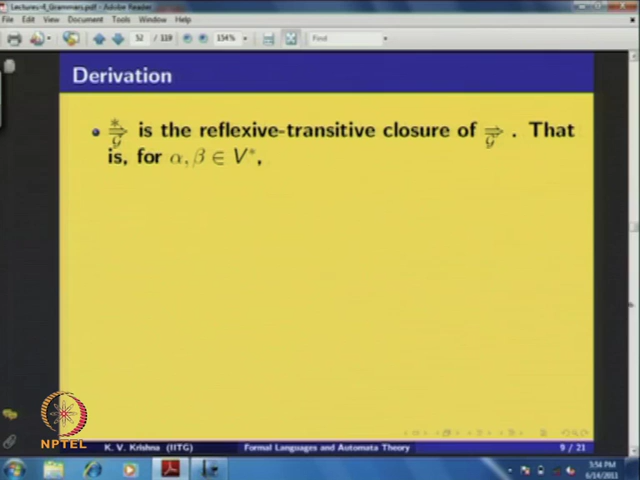 Lectures-4_Grammars.pdf - Adobe Reader
File Edit View Document Tools Window Help
52 / 119 154% Find
Derivation
• ⇒*_G is the reflexive-transitive closure of ⇒_G . That
is, for α, β ∈ V*,
NPTEL
K. V. Krishna (IITG) Formal Languages and Automata Theory 9 / 21
3:54 PM
6/14/2011